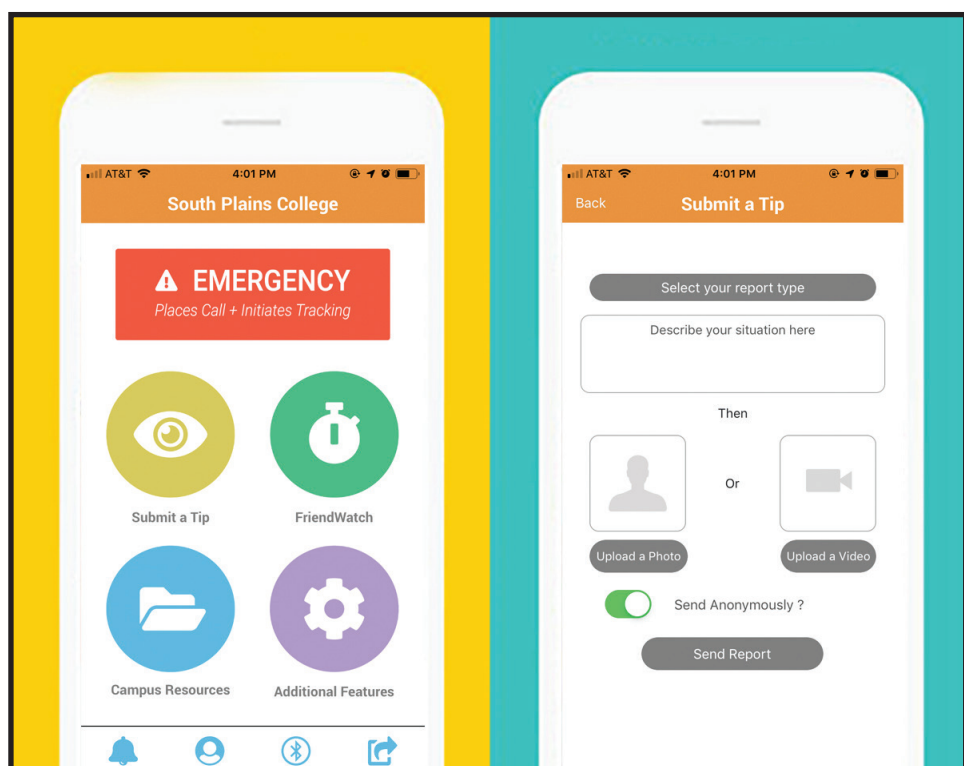 AT&T 4:01 PM
South Plains College
EMERGENCY
Places Call + Initiates Tracking
Submit a Tip FriendWatch
Campus Resources Additional Features
AT&T 4:01 PM
Back Submit a Tip
Select your report type
Describe your situation here
Then
Or
Upload a Photo Upload a Video
Send Anonymously ?
Send Report